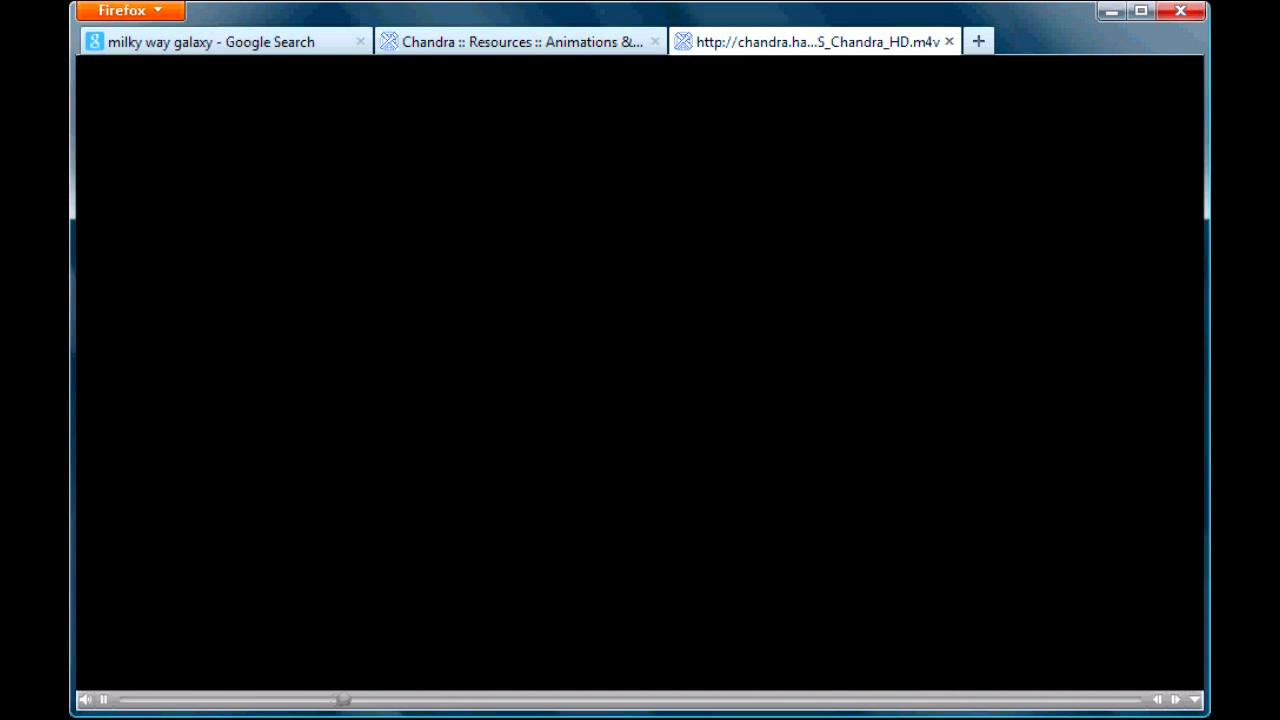 Firefox
milky way galaxy - Google Search
Chandra :: Resources :: Animations &...
http://chandra.ha...S_Chandra_HD.m4v